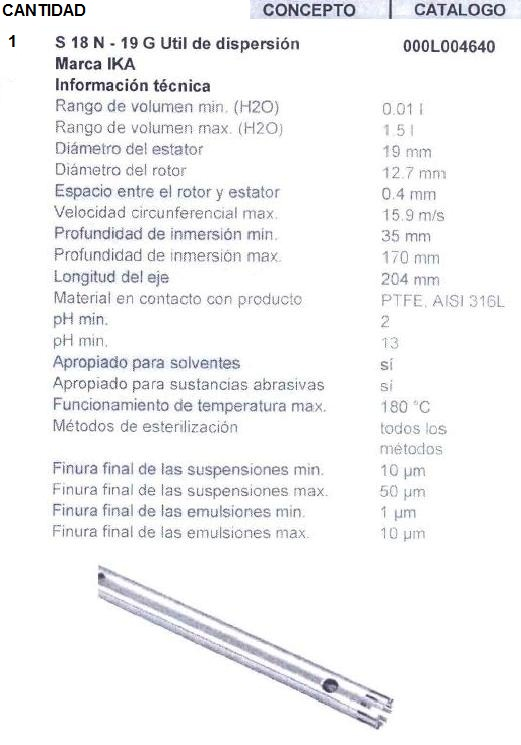 CANTIDAD CONCEPTO | CATALOGO
1 S 18 N - 19 G Util de dispersión 000L004640
Marca IKA
Información técnica
Rango de volumen min. (H2O) 0.01 l
Rango de volumen max. (H2O) 1.5 l
Diámetro del estator 19 mm
Diámetro del rotor 12.7 mm
Espacio entre el rotor y estator 0.4 mm
Velocidad circunferencial max. 15.9 m/s
Profundidad de inmersión min. 35 mm
Profundidad de inmersión max. 170 mm
Longitud del eje 204 mm
Material en contacto con producto PTFE, AISI 316L
pH min. 2
pH min. 13
Apropiado para solventes sí
Apropiado para sustancias abrasivas sí
Funcionamiento de temperatura max. 180 °C
Métodos de esterilización todos los
métodos
Finura final de las suspensiones min. 10 µm
Finura final de las suspensiones max. 50 µm
Finura final de las emulsiones min. 1 µm
Finura final de las emulsiones max. 10 µm